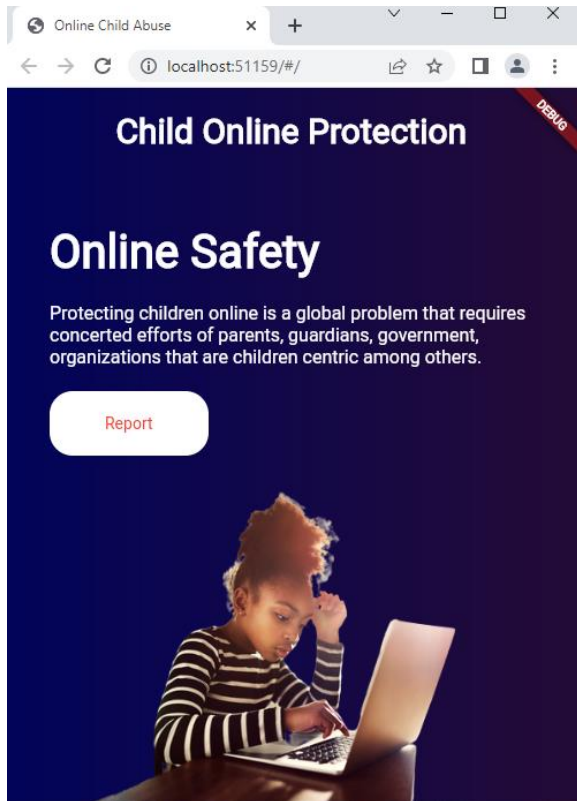 Online Child Abuse
localhost:51159/#/
DEBUG
Child Online Protection
Online Safety
Protecting children online is a global problem that requires
concerted efforts of parents, guardians, government,
organizations that are children centric among others.
Report